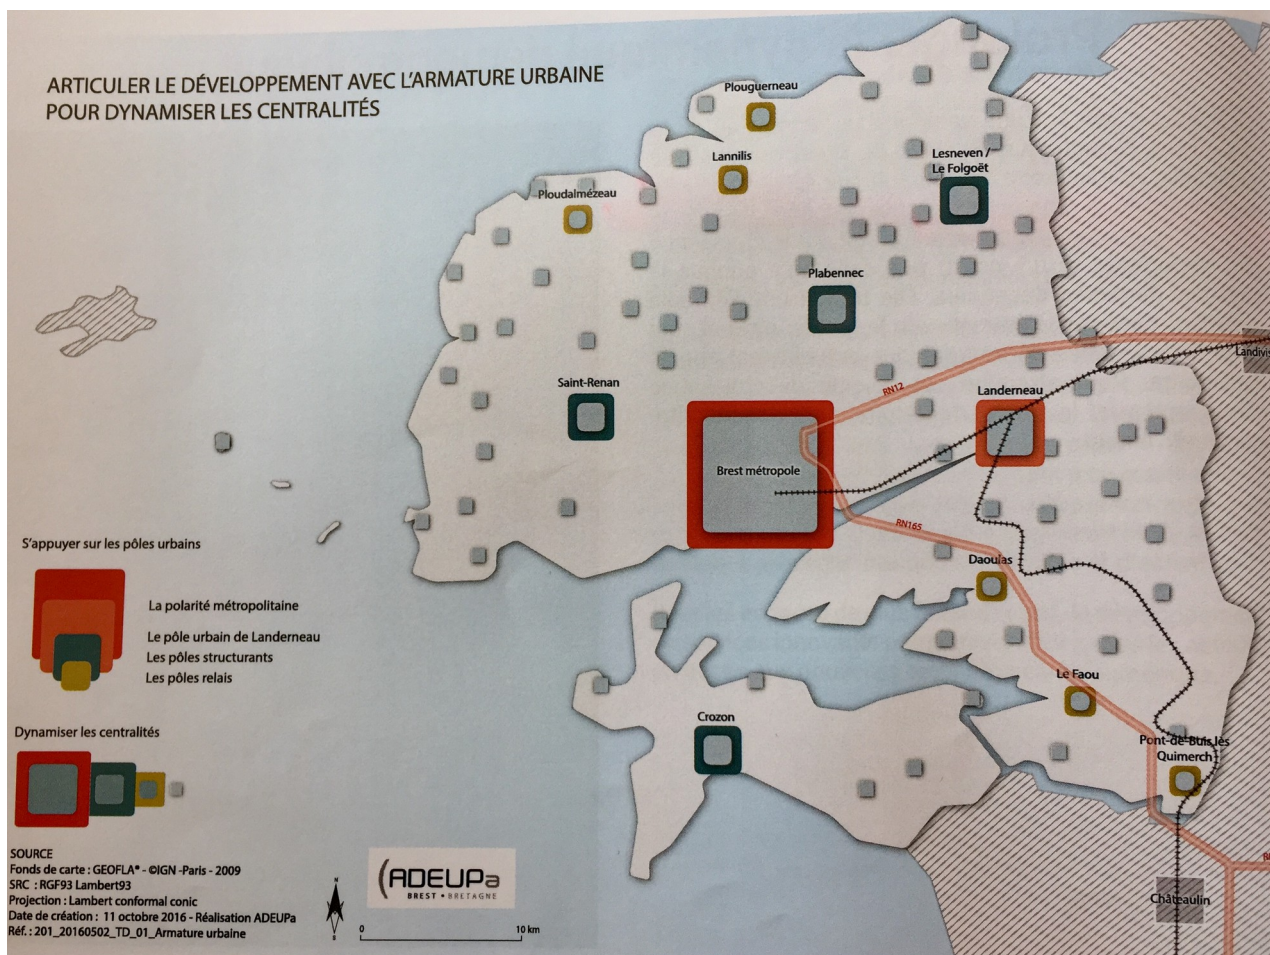 ARTICULER LE DÉVELOPPEMENT AVEC L'ARMATURE URBAINE
POUR DYNAMISER LES CENTRALITÉS
Plouguerneau
Lannilis
Lesneven /
Le Folgoët
Ploudalmézeau
Plabennec
Saint-Renan
RN12
Landerneau
Brest métropole
RN165
Daoulas
Le Faou
Crozon
Pont-de-Buis lès
Quimerch
Châteaulin
S'appuyer sur les pôles urbains
La polarité métropolitaine
Le pôle urbain de Landerneau
Les pôles structurants
Les pôles relais
Dynamiser les centralités
SOURCE
Fonds de carte : GEOFLA® - ©IGN -Paris - 2009
SRC : RGF93 Lambert93
Projection : Lambert conformal conic
Date de création : 11 octobre 2016 - Réalisation ADEUPa
Réf. : 201_20160502_TD_01_Armature urbaine
N
0 10 km
ADEUPa
BREST • BRETAGNE